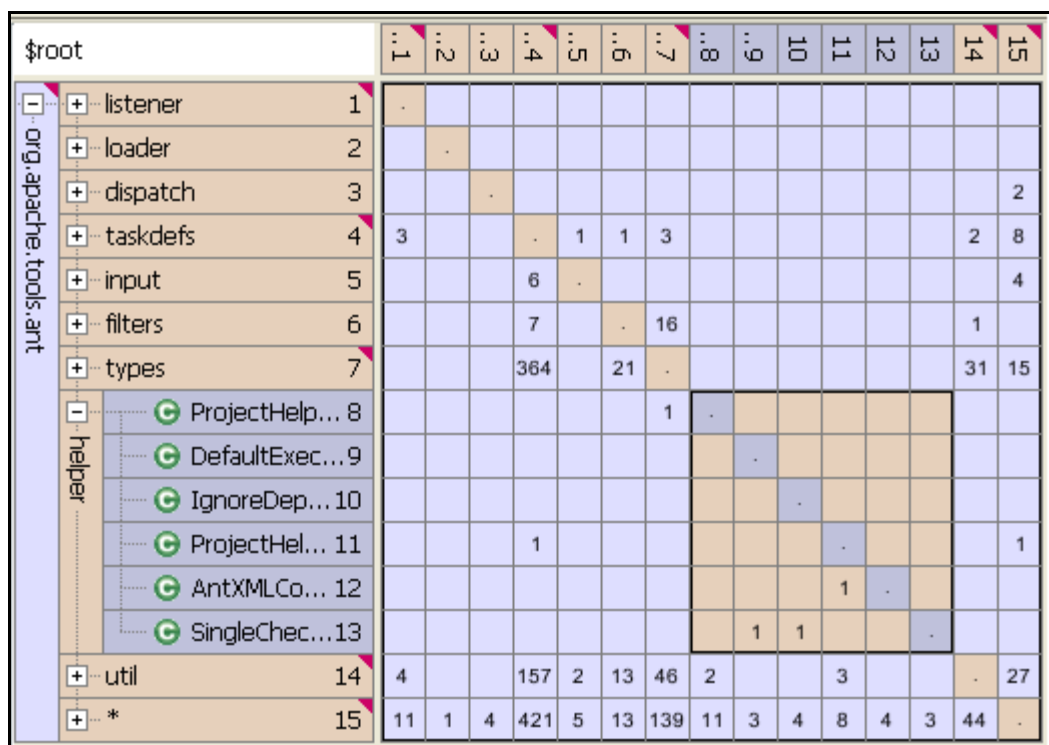 $root ..1 ..2 ..3 ..4 ..5 ..6 ..7 ..8 ..9 10 11 12 13 14 15
org.apache.tools.ant
listener 1 .
loader 2 .
dispatch 3 . 2
taskdefs 4 3 . 1 1 3 2 8
input 5 6 . 4
filters 6 7 . 16 1
types 7 364 21 . 31 15
helper
ProjectHelp... 8 1 .
DefaultExec...9 .
IgnoreDep... 10 .
ProjectHel... 11 1 . 1
AntXMLCo... 12 1 .
SingleChec...13 1 1 .
util 14 4 157 2 13 46 2 3 . 27
* 15 11 1 4 421 5 13 139 11 3 4 8 4 3 44 .